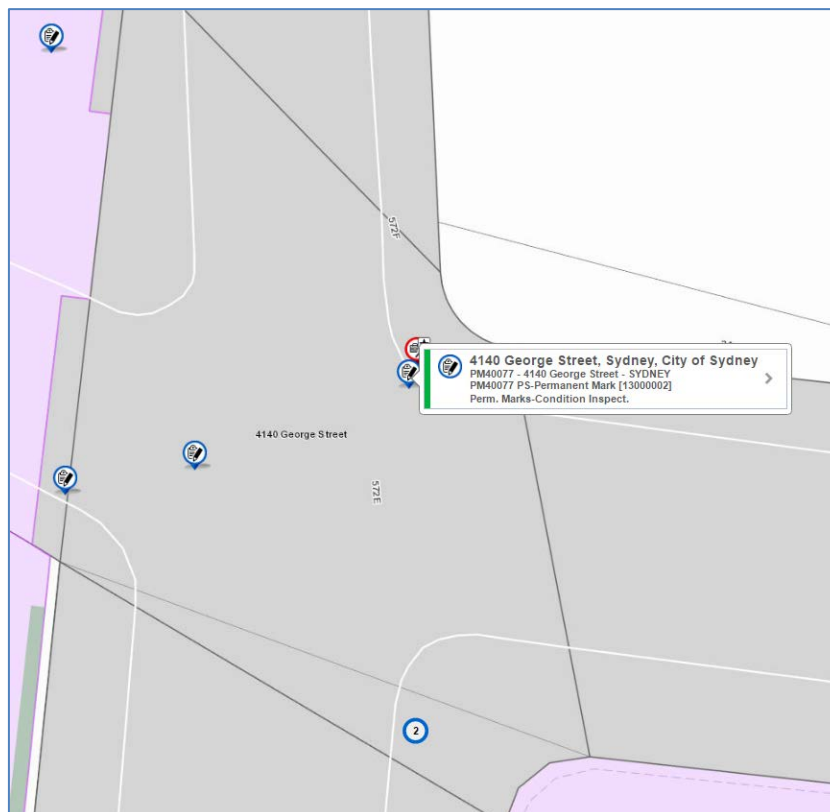 572F
4140 George Street, Sydney, City of Sydney
PM40077 - 4140 George Street - SYDNEY
PM40077 PS-Permanent Mark [13000002]
Perm. Marks-Condition Inspect.
4140 George Street
572E
2